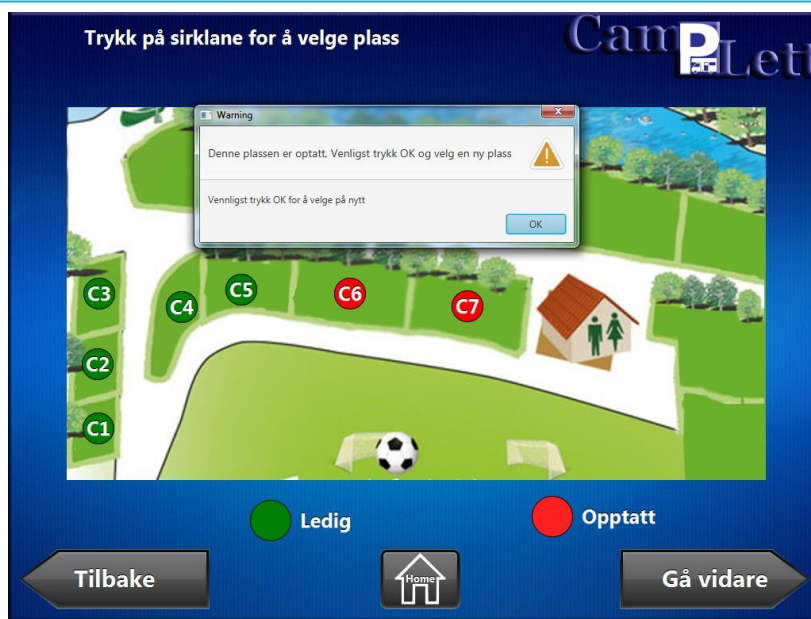 Trykk på sirklane for å velge plass
CamPLett
Warning
Denne plassen er optatt, Venligst trykk OK og velg en ny plass
Vennligst trykk OK for å velge på nytt
OK
C3
C4
C5
C6
C7
C2
C1
Ledig
Opptatt
Tilbake
Home
Gå vidare